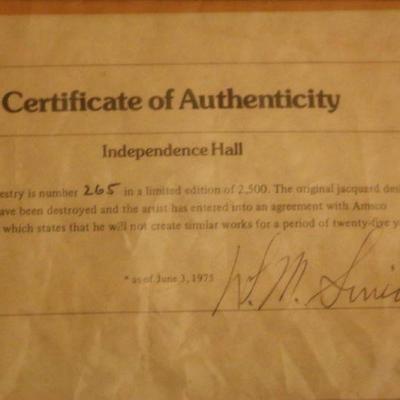 Certificate of Authenticity
Independence Hall
estry is number 265 in a limited edition of 2,500. The original jacquard des
ave been destroyed and the artist has entered into an agreement with Amsco
which states that he will not create similar works for a period of twenty-five y
* as of June 3, 1975